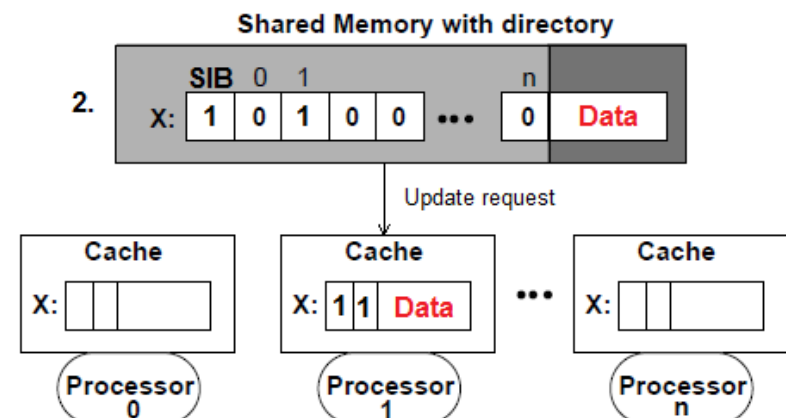 Shared Memory with directory
SIB 0 1 n
2. X: 1 0 1 0 0 ••• 0 Data
Update request
Cache Cache Cache
X: X: 1 1 Data ••• X:
Processor Processor Processor
0 1 n